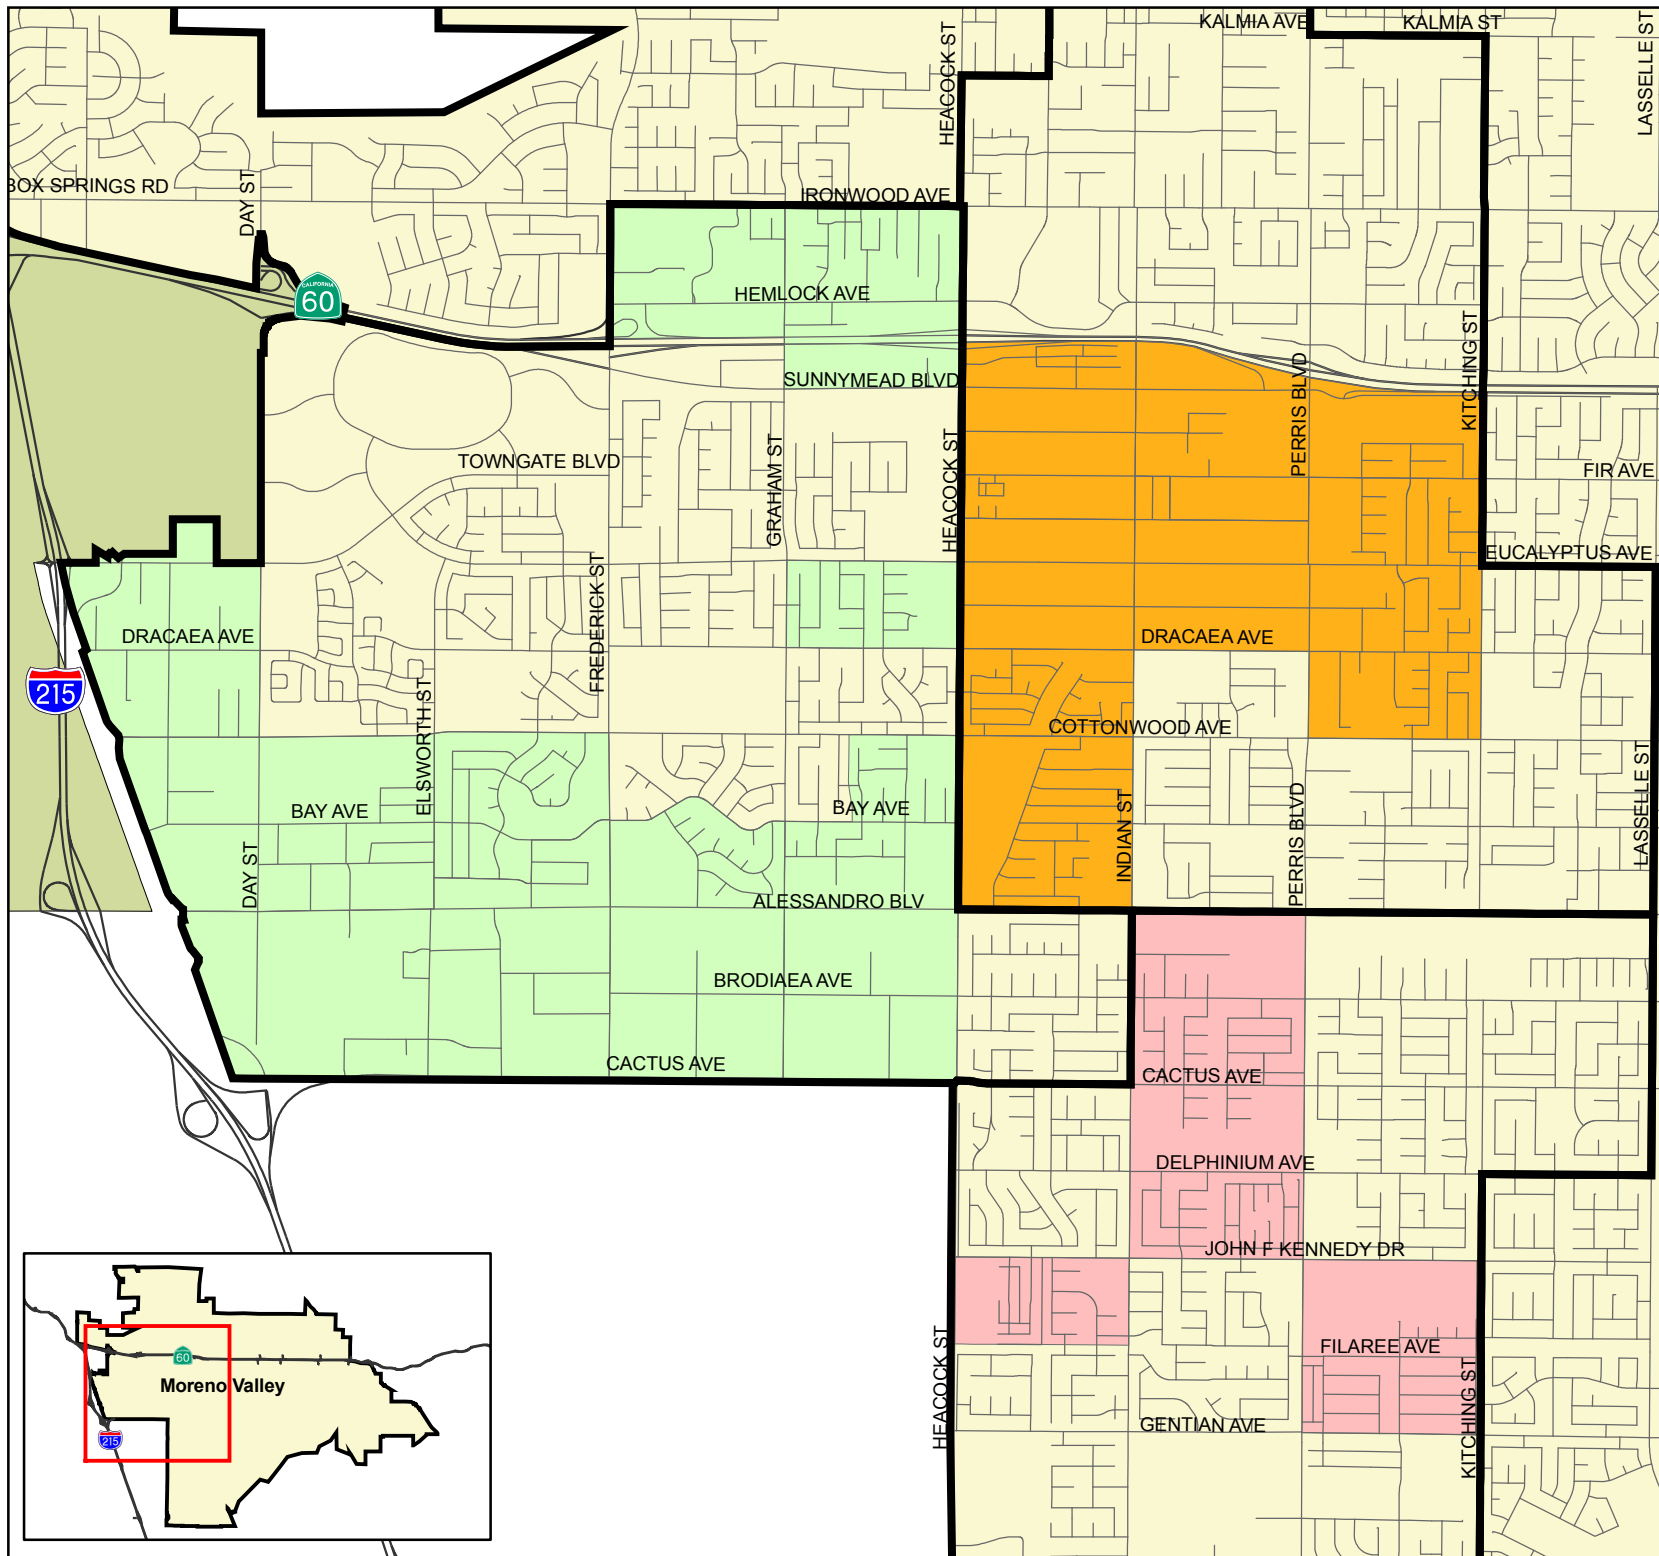 KALMIA AVE
KALMIA ST
LASSELLE ST
HEACOCK ST
BOX SPRINGS RD
DAY ST
IRONWOOD AVE
CALIFORNIA
60
HEMLOCK AVE
SUNNYMEAD BLVD
PERRIS BLVD
KITCHING ST
TOWNGATE BLVD
GRAHAM ST
HEACOCK ST
FIR AVE
EUCALYPTUS AVE
FREDERICK ST
DRACAEA AVE
DRACAEA AVE
215
ELSWORTH ST
COTTONWOOD AVE
BAY AVE
BAY AVE
INDIAN ST
PERRIS BLVD
LASSELLE ST
DAY ST
ALESSANDRO BLV
BRODIAEA AVE
CACTUS AVE
CACTUS AVE
DELPHINIUM AVE
JOHN F KENNEDY DR
HEACOCK ST
FILAREE AVE
KITCHING ST
GENTIAN AVE
60
Moreno Valley
215